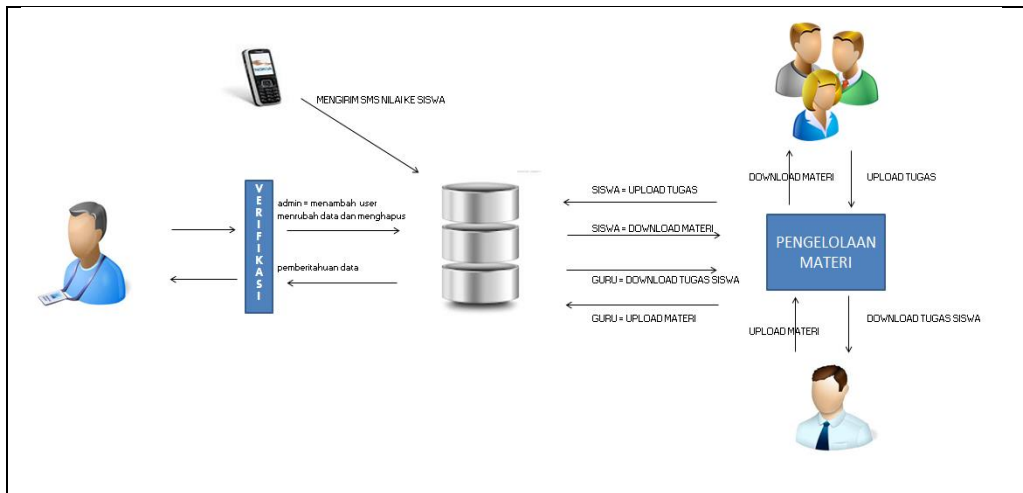 MENGIRIM SMS NILAI KE SISWA
VERIFIKASI
admin = menambah user
menrubah data dan menghapus
pemberitahuan data
SISWA = UPLOAD TUGAS
SISWA = DOWNLOAD MATERI
GURU = DOWNLOAD TUGAS SISWA
GURU = UPLOAD MATERI
DOWNLOAD MATERI
UPLOAD TUGAS
PENGELOLAAN
MATERI
UPLOAD MATERI
DOWNLOAD TUGAS SISWA